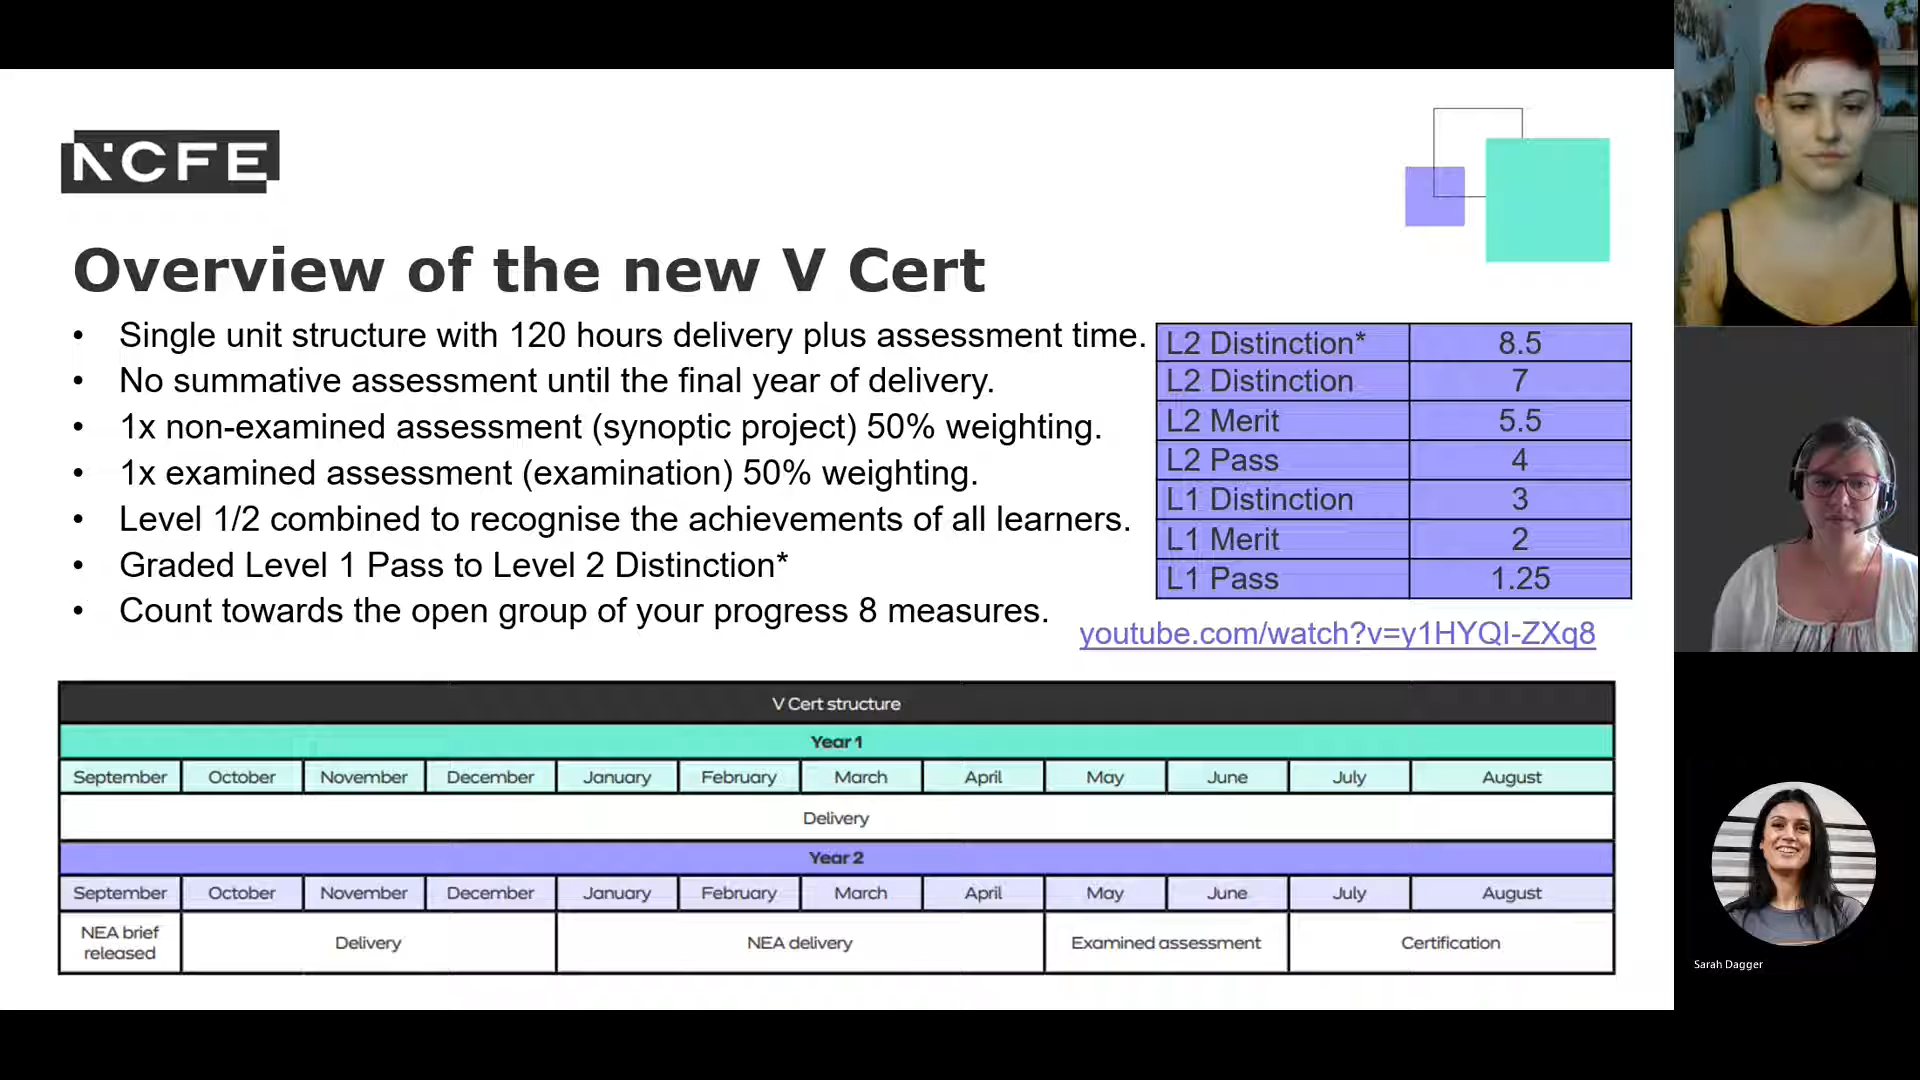 NCFE
Overview of the new V Cert
• Single unit structure with 120 hours delivery plus assessment time.
• No summative assessment until the final year of delivery.
• 1x non-examined assessment (synoptic project) 50% weighting.
• 1x examined assessment (examination) 50% weighting.
• Level 1/2 combined to recognise the achievements of all learners.
• Graded Level 1 Pass to Level 2 Distinction*
• Count towards the open group of your progress 8 measures.
L2 Distinction* 8.5
L2 Distinction 7
L2 Merit 5.5
L2 Pass 4
L1 Distinction 3
L1 Merit 2
L1 Pass 1.25
youtube.com/watch?v=y1HYQI-ZXq8
V Cert structure
Year 1
September October November December January February March April May June July August
Delivery
Year 2
September October November December January February March April May June July August
NEA brief released Delivery NEA delivery Examined assessment Certification
Sarah Dagger